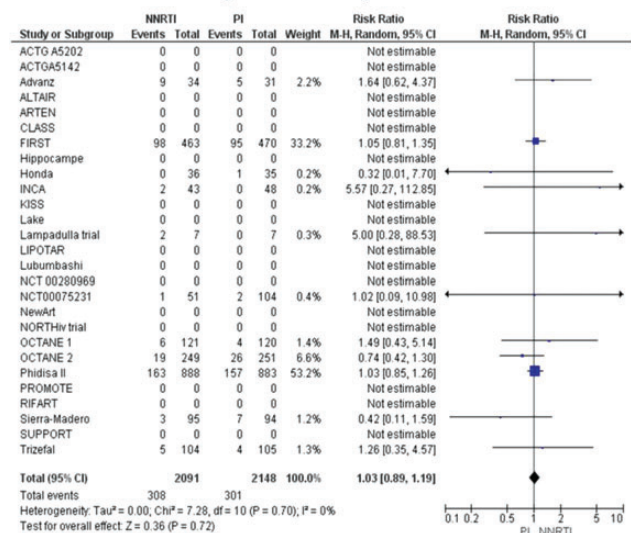 NNRTI PI Risk Ratio Risk Ratio
Study or Subgroup Events Total Events Total Weight M-H, Random, 95% CI M-H, Random, 95% CI
ACTG A5202 0 0 0 0 Not estimable
ACTGA5142 0 0 0 0 Not estimable
Advanz 9 34 5 31 2.2% 1.64 [0.62, 4.37]
ALTAIR 0 0 0 0 Not estimable
ARTEN 0 0 0 0 Not estimable
CLASS 0 0 0 0 Not estimable
FIRST 98 463 95 470 33.2% 1.05 [0.81, 1.35]
Hippocampe 0 0 0 0 Not estimable
Honda 0 36 1 35 0.2% 0.32 [0.01, 7.70]
INCA 2 43 0 48 0.2% 5.57 [0.27, 112.85]
KISS 0 0 0 0 Not estimable
Lake 0 0 0 0 Not estimable
Lampadulla trial 2 7 0 7 0.3% 5.00 [0.28, 88.53]
LIPOTAR 0 0 0 0 Not estimable
Lubumbashi 0 0 0 0 Not estimable
NCT 00280969 0 0 0 0 Not estimable
NCT00075231 1 51 2 104 0.4% 1.02 [0.09, 10.98]
NewArt 0 0 0 0 Not estimable
NORTHiv trial 0 0 0 0 Not estimable
OCTANE 1 6 121 4 120 1.4% 1.49 [0.43, 5.14]
OCTANE 2 19 249 26 251 6.6% 0.74 [0.42, 1.30]
Phidisa II 163 888 157 883 53.2% 1.03 [0.85, 1.26]
PROMOTE 0 0 0 0 Not estimable
RIFART 0 0 0 0 Not estimable
Sierra-Madero 3 95 7 94 1.2% 0.42 [0.11, 1.59]
SUPPORT 0 0 0 0 Not estimable
Trizefal 5 104 4 105 1.3% 1.26 [0.35, 4.57]
Total (95% CI) 2091 2148 100.0% 1.03 [0.89, 1.19]
Total events 308 301
Heterogeneity: Tau² = 0.00; Chi² = 7.28, df = 10 (P = 0.70); I² = 0%
Test for overall effect: Z = 0.36 (P = 0.72)
0.1 0.2 0.5 1 2 5 10
PI NNRTI